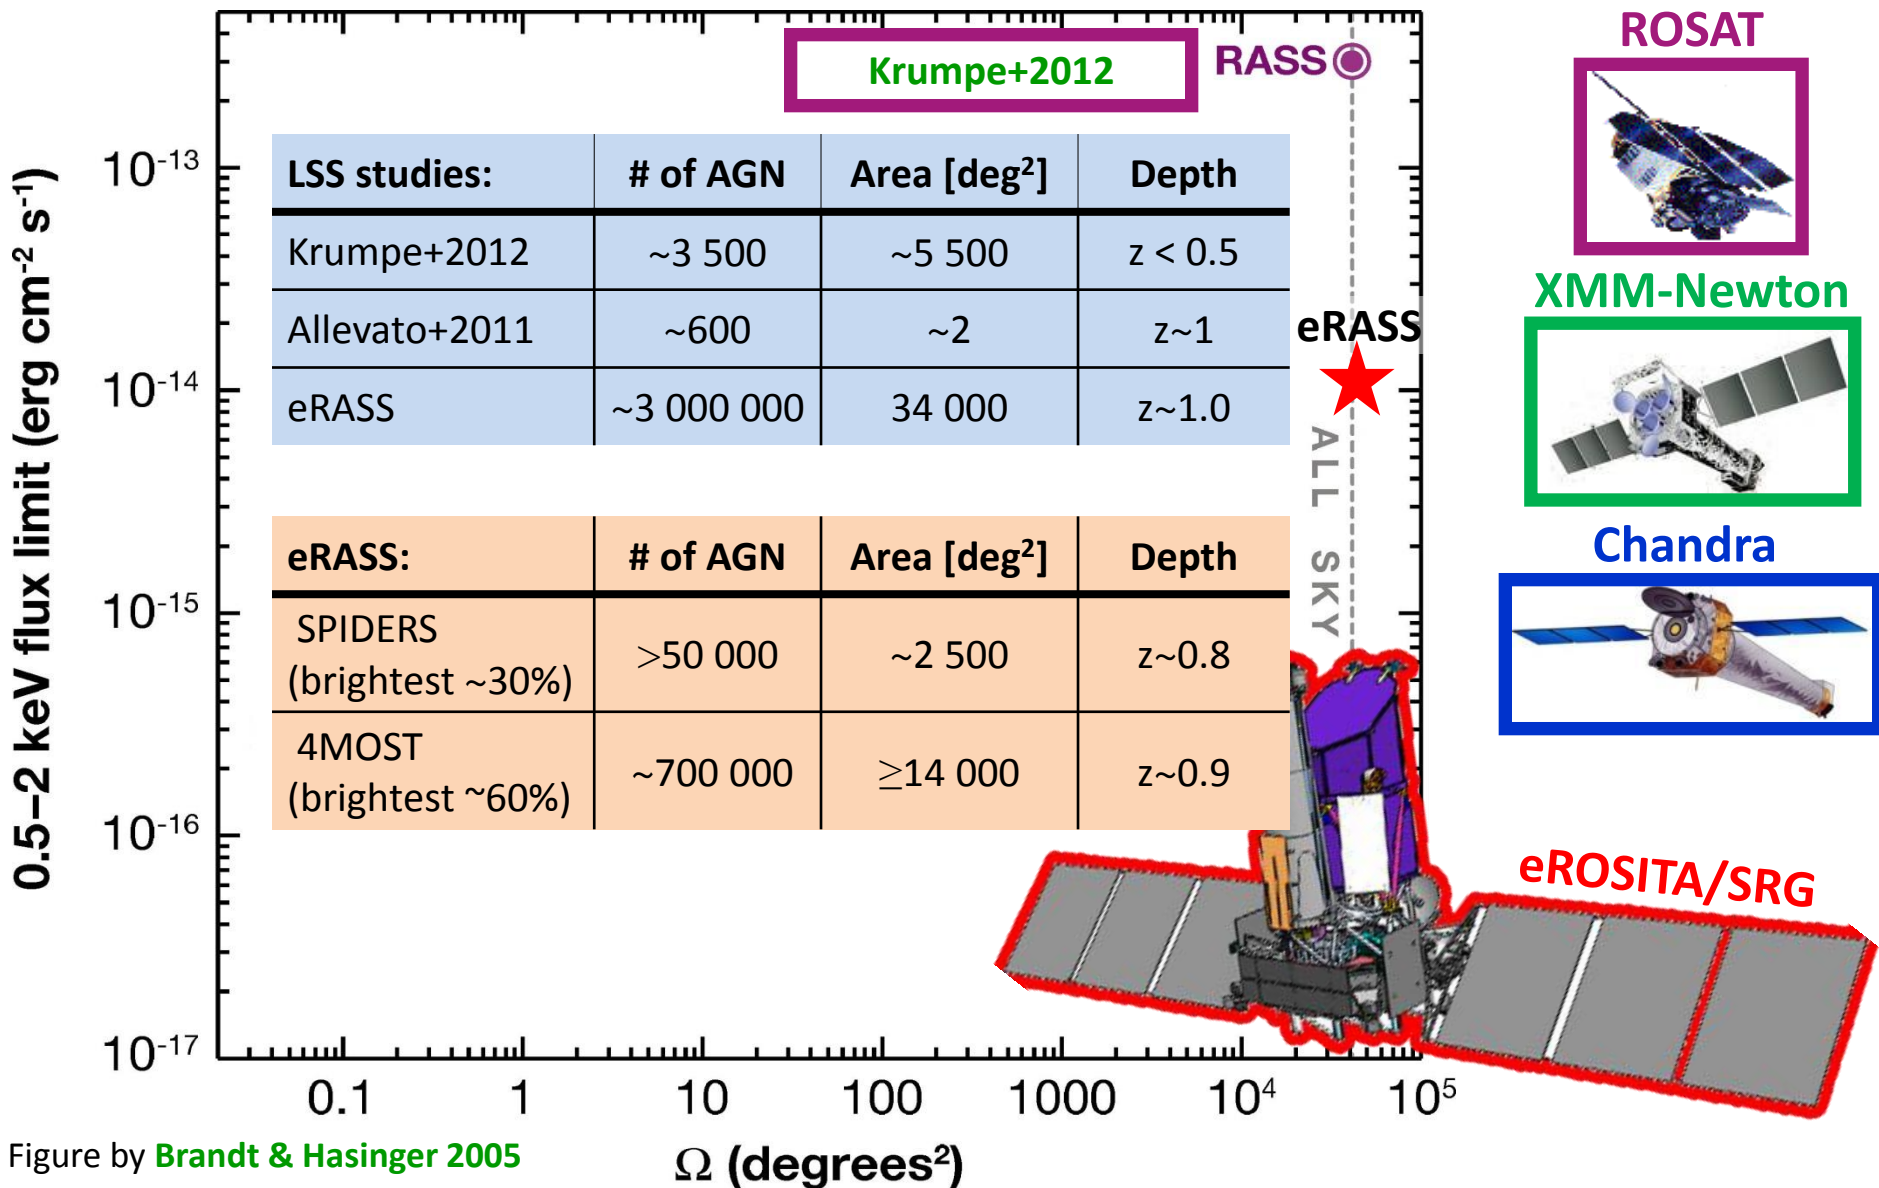 Krumpe+2012
RASS
ROSAT
XMM-Newton
Chandra
eROSITA/SRG
eRASS
ALL SKY
LSS studies: # of AGN Area [deg²] Depth
Krumpe+2012 ~3 500 ~5 500 z < 0.5
Allevato+2011 ~600 ~2 z~1
eRASS ~3 000 000 34 000 z~1.0
eRASS: # of AGN Area [deg²] Depth
SPIDERS
(brightest ~30%) >50 000 ~2 500 z~0.8
4MOST
(brightest ~60%) ~700 000 ≥14 000 z~0.9
0.5–2 keV flux limit (erg cm⁻² s⁻¹)
10⁻¹³
10⁻¹⁴
10⁻¹⁵
10⁻¹⁶
10⁻¹⁷
0.1 1 10 100 1000 10⁴ 10⁵
Ω (degrees²)
Figure by Brandt & Hasinger 2005